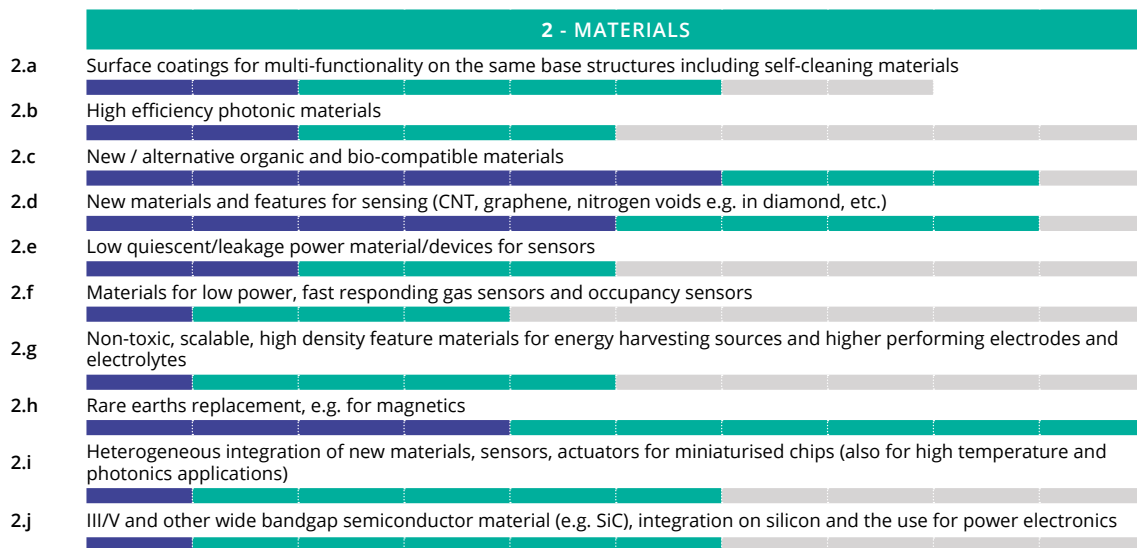 2 - MATERIALS
2.a Surface coatings for multi-functionality on the same base structures including self-cleaning materials
2.b High efficiency photonic materials
2.c New / alternative organic and bio-compatible materials
2.d New materials and features for sensing (CNT, graphene, nitrogen voids e.g. in diamond, etc.)
2.e Low quiescent/leakage power material/devices for sensors
2.f Materials for low power, fast responding gas sensors and occupancy sensors
2.g Non-toxic, scalable, high density feature materials for energy harvesting sources and higher performing electrodes and
electrolytes
2.h Rare earths replacement, e.g. for magnetics
2.i Heterogeneous integration of new materials, sensors, actuators for miniaturised chips (also for high temperature and
photonics applications)
2.j III/V and other wide bandgap semiconductor material (e.g. SiC), integration on silicon and the use for power electronics